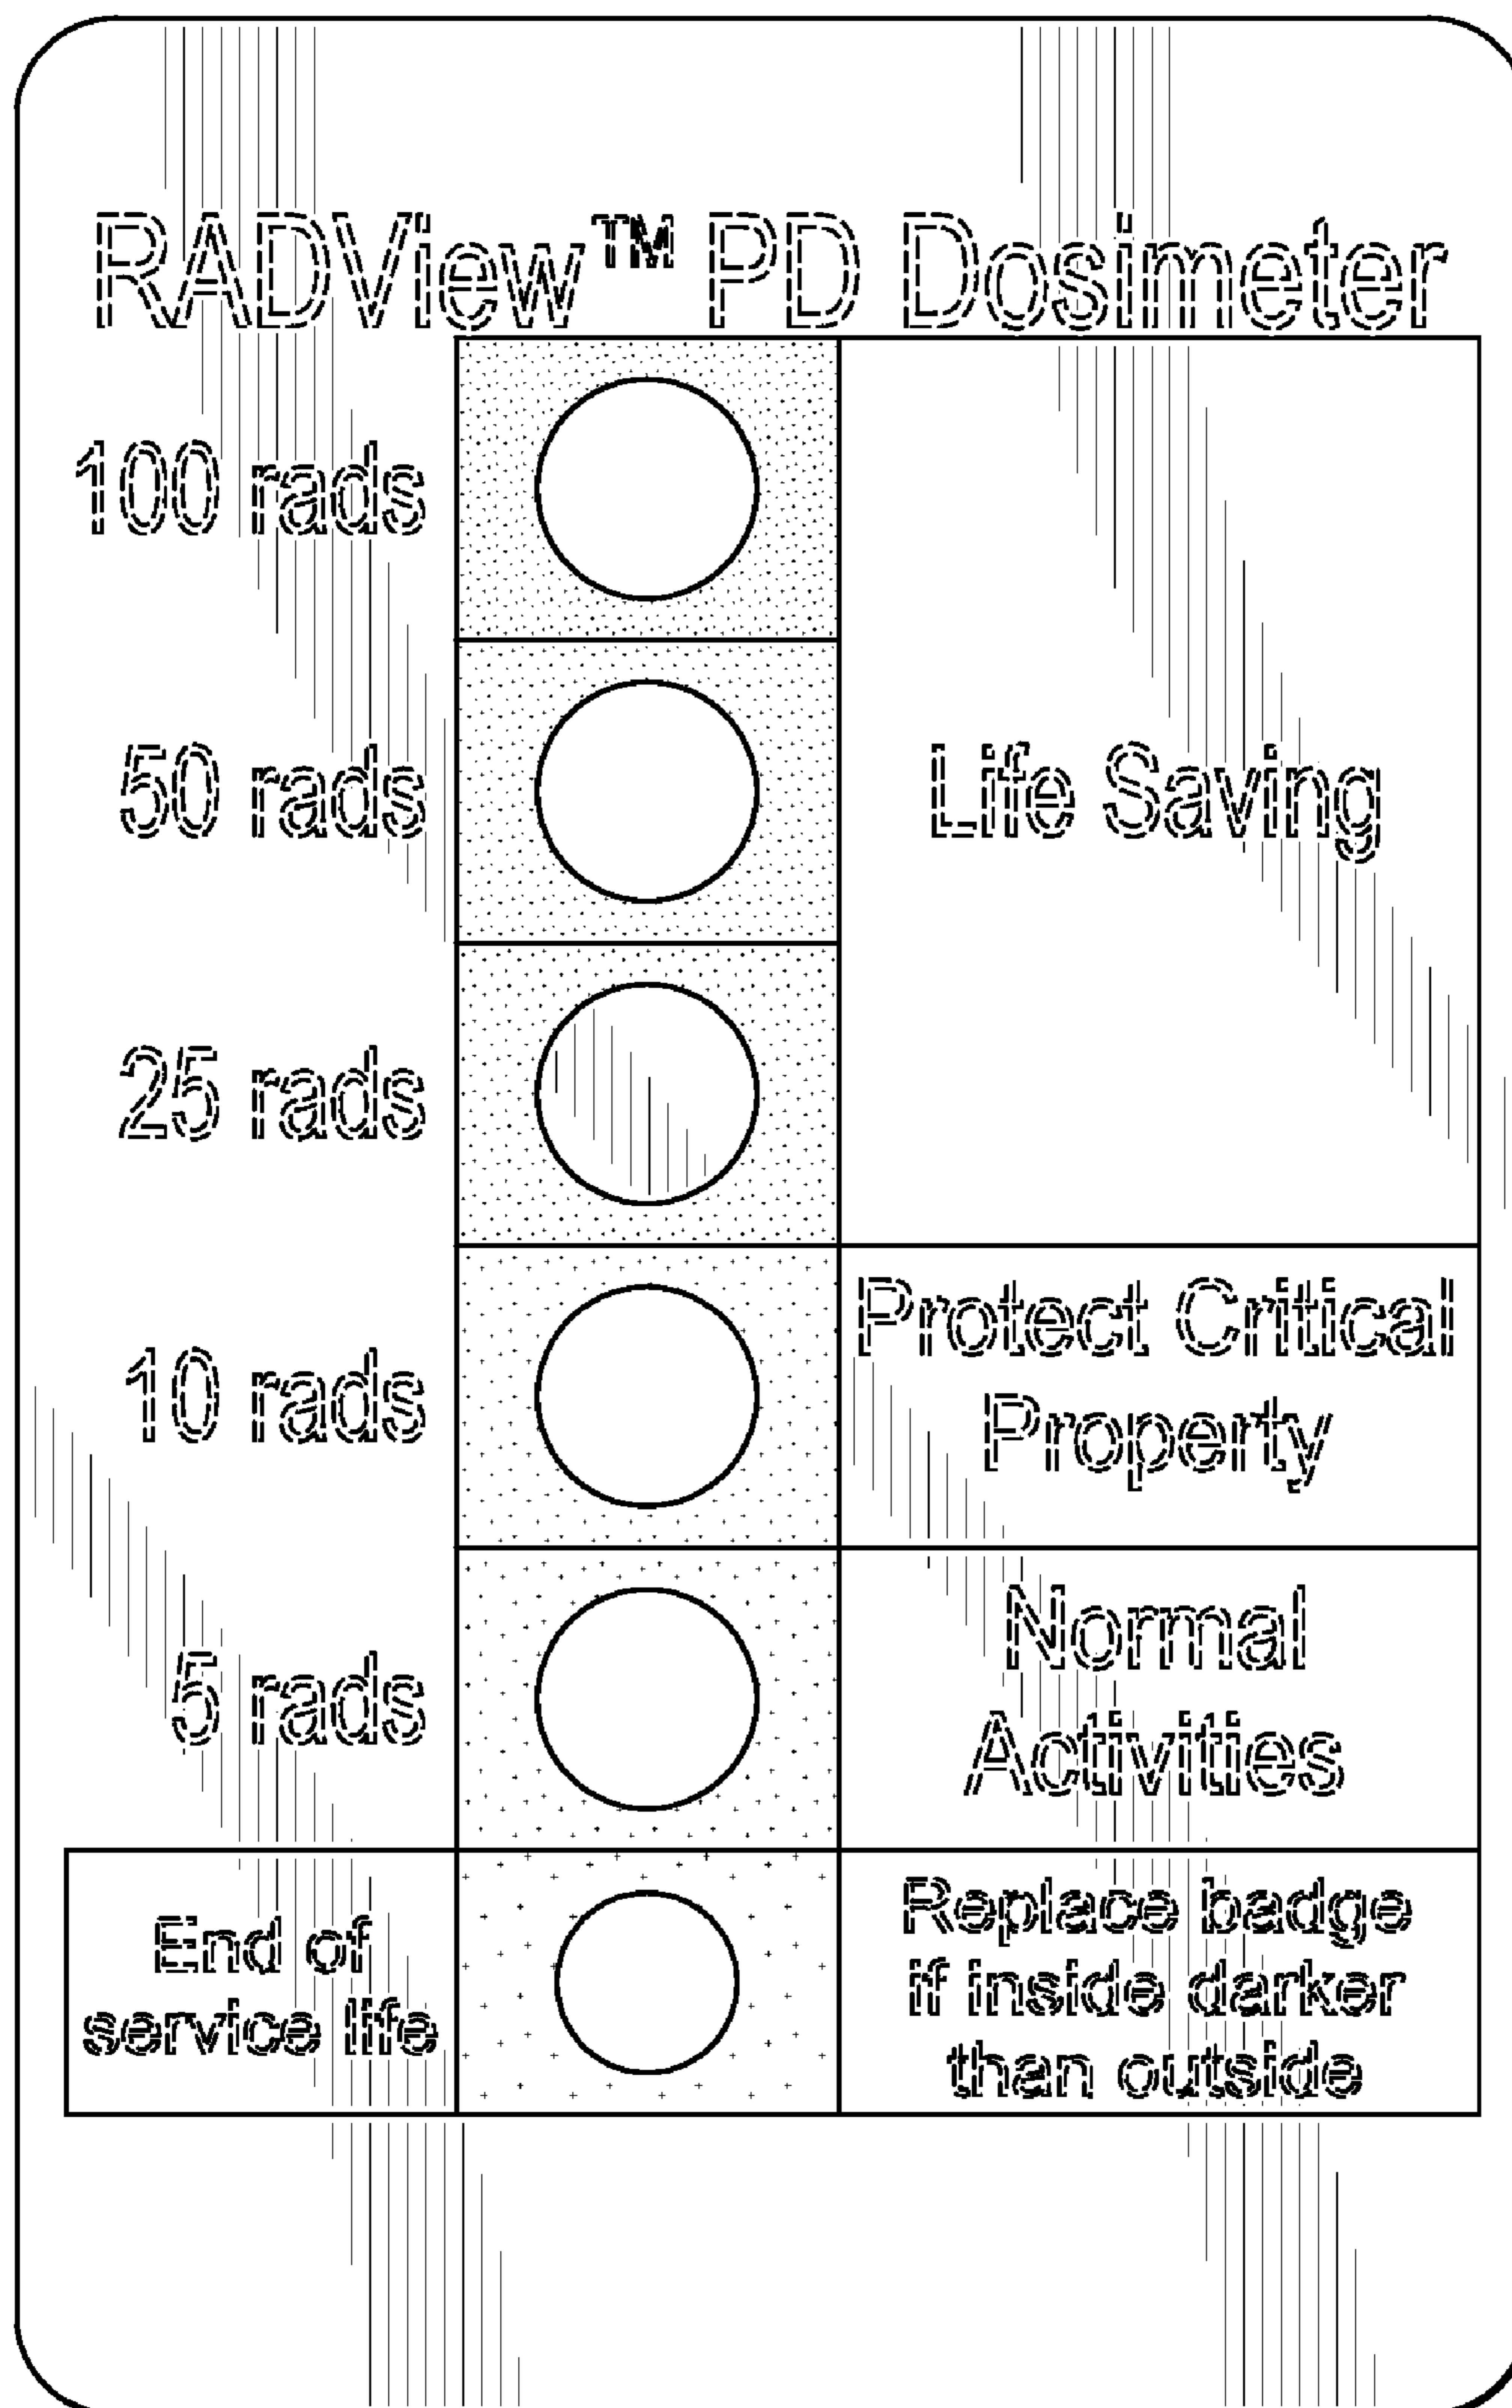 RADView™ PD Dosimeter
100 rads
50 rads
Life Saving
25 rads
10 rads
Protect Critical
Property
5 rads
Normal
Activities
End of
service life
Replace badge
if inside darker
than outside